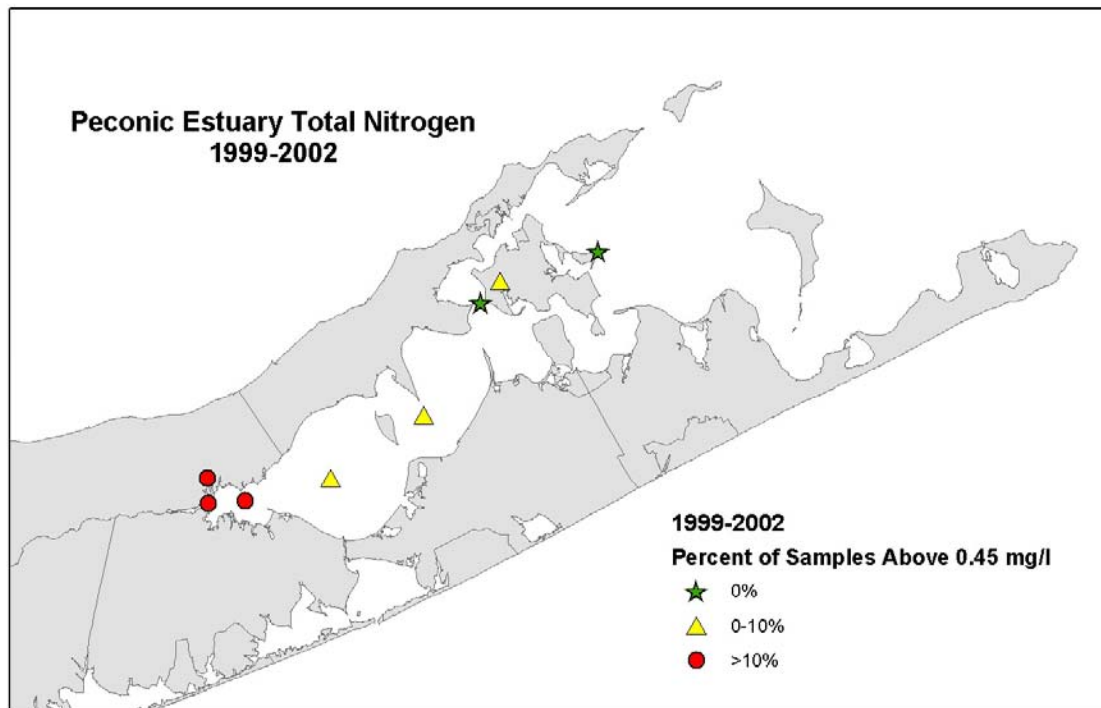 Peconic Estuary Total Nitrogen
1999-2002
1999-2002
Percent of Samples Above 0.45 mg/l
0%
0-10%
>10%